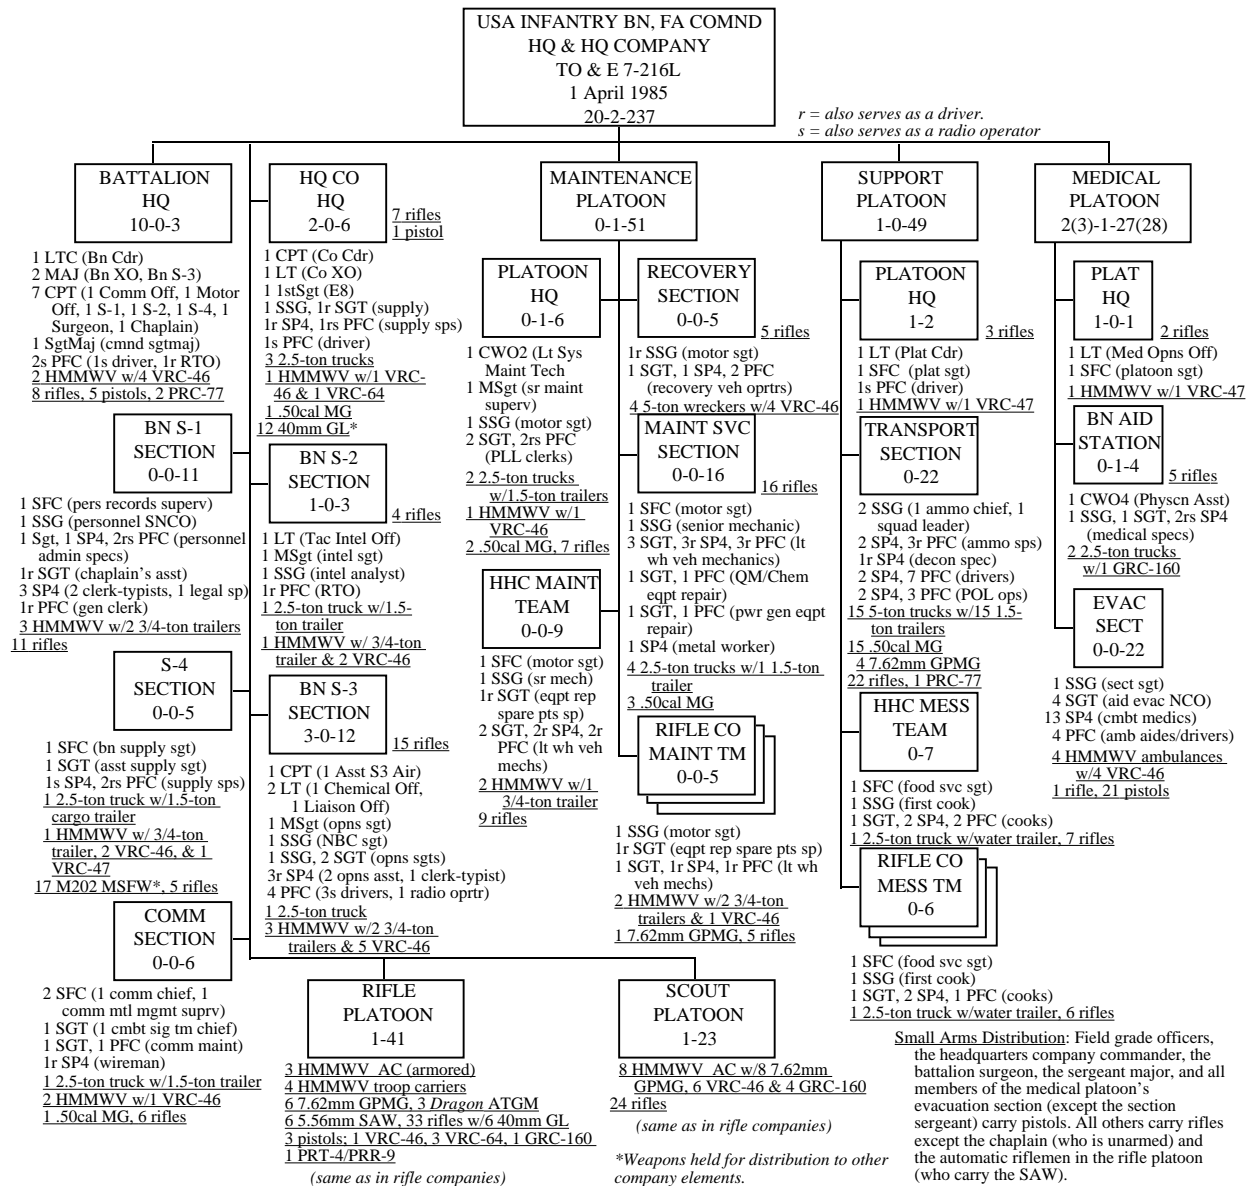 USA INFANTRY BN, FA COMND
HQ & HQ COMPANY
TO & E 7-216L
1 April 1985
20-2-237
r = also serves as a driver.
s = also serves as a radio operator
BATTALION
HQ
10-0-3
1 LTC (Bn Cdr)
2 MAJ (Bn XO, Bn S-3)
7 CPT (1 Comm Off, 1 Motor
Off, 1 S-1, 1 S-2, 1 S-4, 1
Surgeon, 1 Chaplain)
1 SgtMaj (cmnd sgtmaj)
2s PFC (1s driver, 1r RTO)
2 HMMWV w/4 VRC-46
8 rifles, 5 pistols, 2 PRC-77
BN S-1
SECTION
0-0-11
1 SFC (pers records superv)
1 SSG (personnel SNCO)
1 Sgt, 1 SP4, 2rs PFC (personnel
admin specs)
1r SGT (chaplain's asst)
3 SP4 (2 clerk-typists, 1 legal sp)
1r PFC (gen clerk)
3 HMMWV w/2 3/4-ton trailers
11 rifles
S-4
SECTION
0-0-5
1 SFC (bn supply sgt)
1 SGT (asst supply sgt)
1s SP4, 2rs PFC (supply sps)
1 2.5-ton truck w/1.5-ton
cargo trailer
1 HMMWV w/ 3/4-ton
trailer, 2 VRC-46, & 1
VRC-47
17 M202 MSFW*, 5 rifles
COMM
SECTION
0-0-6
2 SFC (1 comm chief, 1
comm mtl mgmt suprv)
1 SGT (1 cmbt sig tm chief)
1 SGT, 1 PFC (comm maint)
1r SP4 (wireman)
1 2.5-ton truck w/1.5-ton trailer
2 HMMWV w/1 VRC-46
1 .50cal MG, 6 rifles
HQ CO
HQ
2-0-6
7 rifles
1 pistol
1 CPT (Co Cdr)
1 LT (Co XO)
1 1stSgt (E8)
1 SSG, 1r SGT (supply)
1r SP4, 1rs PFC (supply sps)
1s PFC (driver)
3 2.5-ton trucks
1 HMMWV w/1 VRC-
46 & 1 VRC-64
1 .50cal MG
12 40mm GL*
BN S-2
SECTION
1-0-3
4 rifles
1 LT (Tac Intel Off)
1 MSgt (intel sgt)
1 SSG (intel analyst)
1r PFC (RTO)
1 2.5-ton truck w/1.5-
ton trailer
1 HMMWV w/ 3/4-ton
trailer & 2 VRC-46
BN S-3
SECTION
3-0-12
15 rifles
1 CPT (1 Asst S3 Air)
2 LT (1 Chemical Off,
1 Liaison Off)
1 MSgt (opns sgt)
1 SSG (NBC sgt)
1 SSG, 2 SGT (opns sgts)
3r SP4 (2 opns asst, 1 clerk-typist)
4 PFC (3s drivers, 1 radio oprtr)
1 2.5-ton truck
3 HMMWV w/2 3/4-ton
trailers & 5 VRC-46
RIFLE
PLATOON
1-41
3 HMMWV AC (armored)
4 HMMWV troop carriers
6 7.62mm GPMG, 3 Dragon ATGM
6 5.56mm SAW, 33 rifles w/6 40mm GL
3 pistols; 1 VRC-46, 3 VRC-64, 1 GRC-160
1 PRT-4/PRR-9
(same as in rifle companies)
SCOUT
PLATOON
1-23
8 HMMWV AC w/8 7.62mm
GPMG, 6 VRC-46 & 4 GRC-160
24 rifles
(same as in rifle companies)
*Weapons held for distribution to other
company elements.
MAINTENANCE
PLATOON
0-1-51
PLATOON
HQ
0-1-6
1 CWO2 (Lt Sys
Maint Tech
1 MSgt (sr maint
superv)
1 SSG (motor sgt)
2 SGT, 2rs PFC
(PLL clerks)
2 2.5-ton trucks
w/1.5-ton trailers
1 HMMWV w/1
VRC-46
2 .50cal MG, 7 rifles
HHC MAINT
TEAM
0-0-9
1 SFC (motor sgt)
1 SSG (sr mech)
1r SGT (eqpt rep
spare pts sp)
2 SGT, 2r SP4, 2r
PFC (lt wh veh
mechs)
2 HMMWV w/1
3/4-ton trailer
9 rifles
RECOVERY
SECTION
0-0-5
5 rifles
1r SSG (motor sgt)
1 SGT, 1 SP4, 2 PFC
(recovery veh oprtrs)
4 5-ton wreckers w/4 VRC-46
MAINT SVC
SECTION
0-0-16
16 rifles
1 SFC (motor sgt)
1 SSG (senior mechanic)
3 SGT, 3r SP4, 3r PFC (lt
wh veh mechanics)
1 SGT, 1 PFC (QM/Chem
eqpt repair)
1 SGT, 1 PFC (pwr gen eqpt
repair)
1 SP4 (metal worker)
4 2.5-ton trucks w/1 1.5-ton
trailer
3 .50cal MG
RIFLE CO
MAINT TM
0-0-5
1 SSG (motor sgt)
1r SGT (eqpt rep spare pts sp)
1 SGT, 1r SP4, 1r PFC (lt wh
veh mechs)
2 HMMWV w/2 3/4-ton
trailers & 1 VRC-46
1 7.62mm GPMG, 5 rifles
SUPPORT
PLATOON
1-0-49
PLATOON
HQ
1-2
3 rifles
1 LT (Plat Cdr)
1 SFC (plat sgt)
1s PFC (driver)
1 HMMWV w/1 VRC-47
TRANSPORT
SECTION
0-22
2 SSG (1 ammo chief, 1
squad leader)
2 SP4, 3r PFC (ammo sps)
1r SP4 (decon spec)
2 SP4, 7 PFC (drivers)
2 SP4, 3 PFC (POL ops)
15 5-ton trucks w/15 1.5-
ton trailers
15 .50cal MG
4 7.62mm GPMG
22 rifles, 1 PRC-77
HHC MESS
TEAM
0-7
1 SFC (food svc sgt)
1 SSG (first cook)
1 SGT, 2 SP4, 2 PFC (cooks)
1 2.5-ton truck w/water trailer, 7 rifles
RIFLE CO
MESS TM
0-6
1 SFC (food svc sgt)
1 SSG (first cook)
1 SGT, 2 SP4, 1 PFC (cooks)
1 2.5-ton truck w/water trailer, 6 rifles
MEDICAL
PLATOON
2(3)-1-27(28)
PLAT
HQ
1-0-1
2 rifles
1 LT (Med Opns Off)
1 SFC (platoon sgt)
1 HMMWV w/1 VRC-47
BN AID
STATION
0-1-4
5 rifles
1 CWO4 (Physcn Asst)
1 SSG, 1 SGT, 2rs SP4
(medical specs)
2 2.5-ton trucks
w/1 GRC-160
EVAC
SECT
0-0-22
1 SSG (sect sgt)
4 SGT (aid evac NCO)
13 SP4 (cmbt medics)
4 PFC (amb aides/drivers)
4 HMMWV ambulances
w/4 VRC-46
1 rifle, 21 pistols
Small Arms Distribution: Field grade officers,
the headquarters company commander, the
battalion surgeon, the sergeant major, and all
members of the medical platoon's
evacuation section (except the section
sergeant) carry pistols. All others carry rifles
except the chaplain (who is unarmed) and
the automatic riflemen in the rifle platoon
(who carry the SAW).